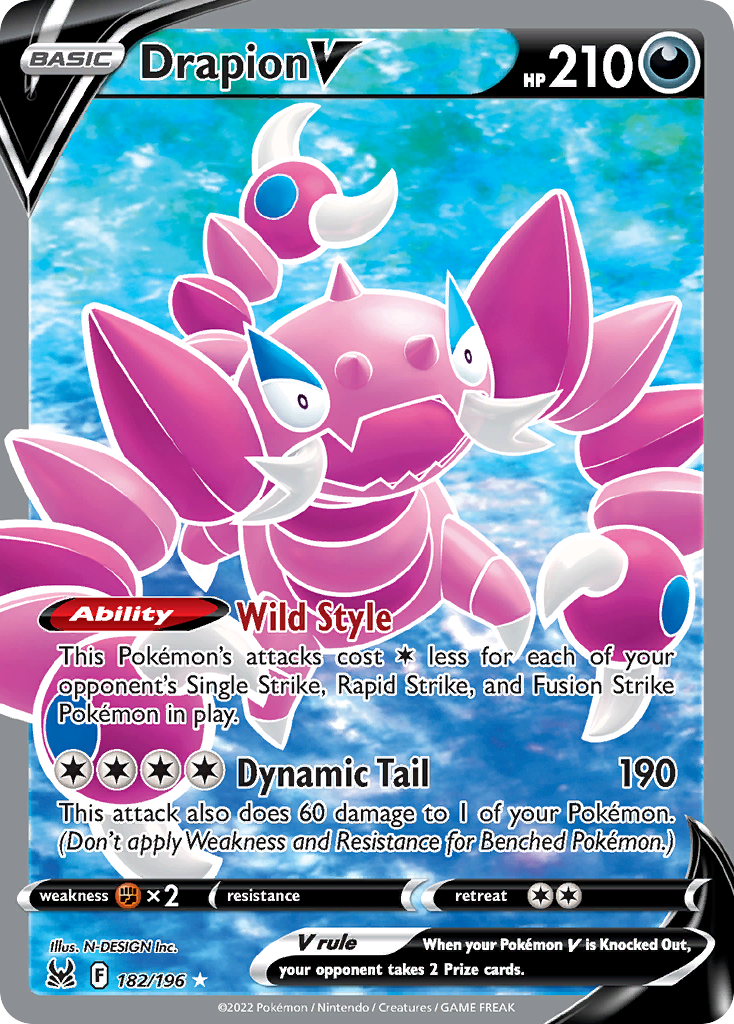 BASIC Drapion V HP 210
Ability Wild Style
This Pokémon's attacks cost less for each of your
opponent's Single Strike, Rapid Strike, and Fusion Strike
Pokémon in play.
Dynamic Tail 190
This attack also does 60 damage to 1 of your Pokémon.
(Don't apply Weakness and Resistance for Benched Pokémon.)
weakness ×2 resistance retreat
Illus. N-DESIGN Inc.
F 182/196
V rule When your Pokémon V is Knocked Out,
your opponent takes 2 Prize cards.
©2022 Pokémon / Nintendo / Creatures / GAME FREAK